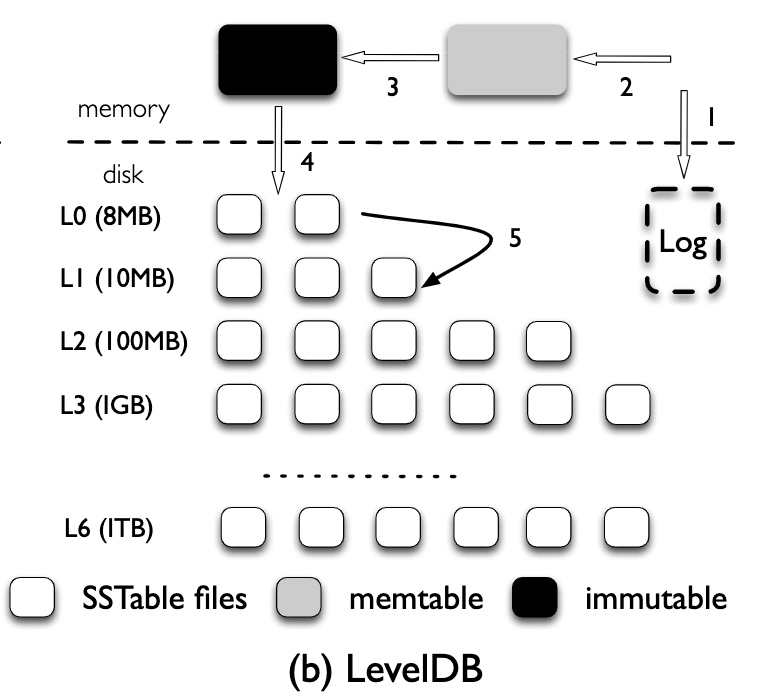 3 2
memory 1
4
disk
L0 (8MB)
5
Log
L1 (10MB)
L2 (100MB)
L3 (1GB)
L6 (1TB)
SSTable files memtable immutable
(b) LevelDB